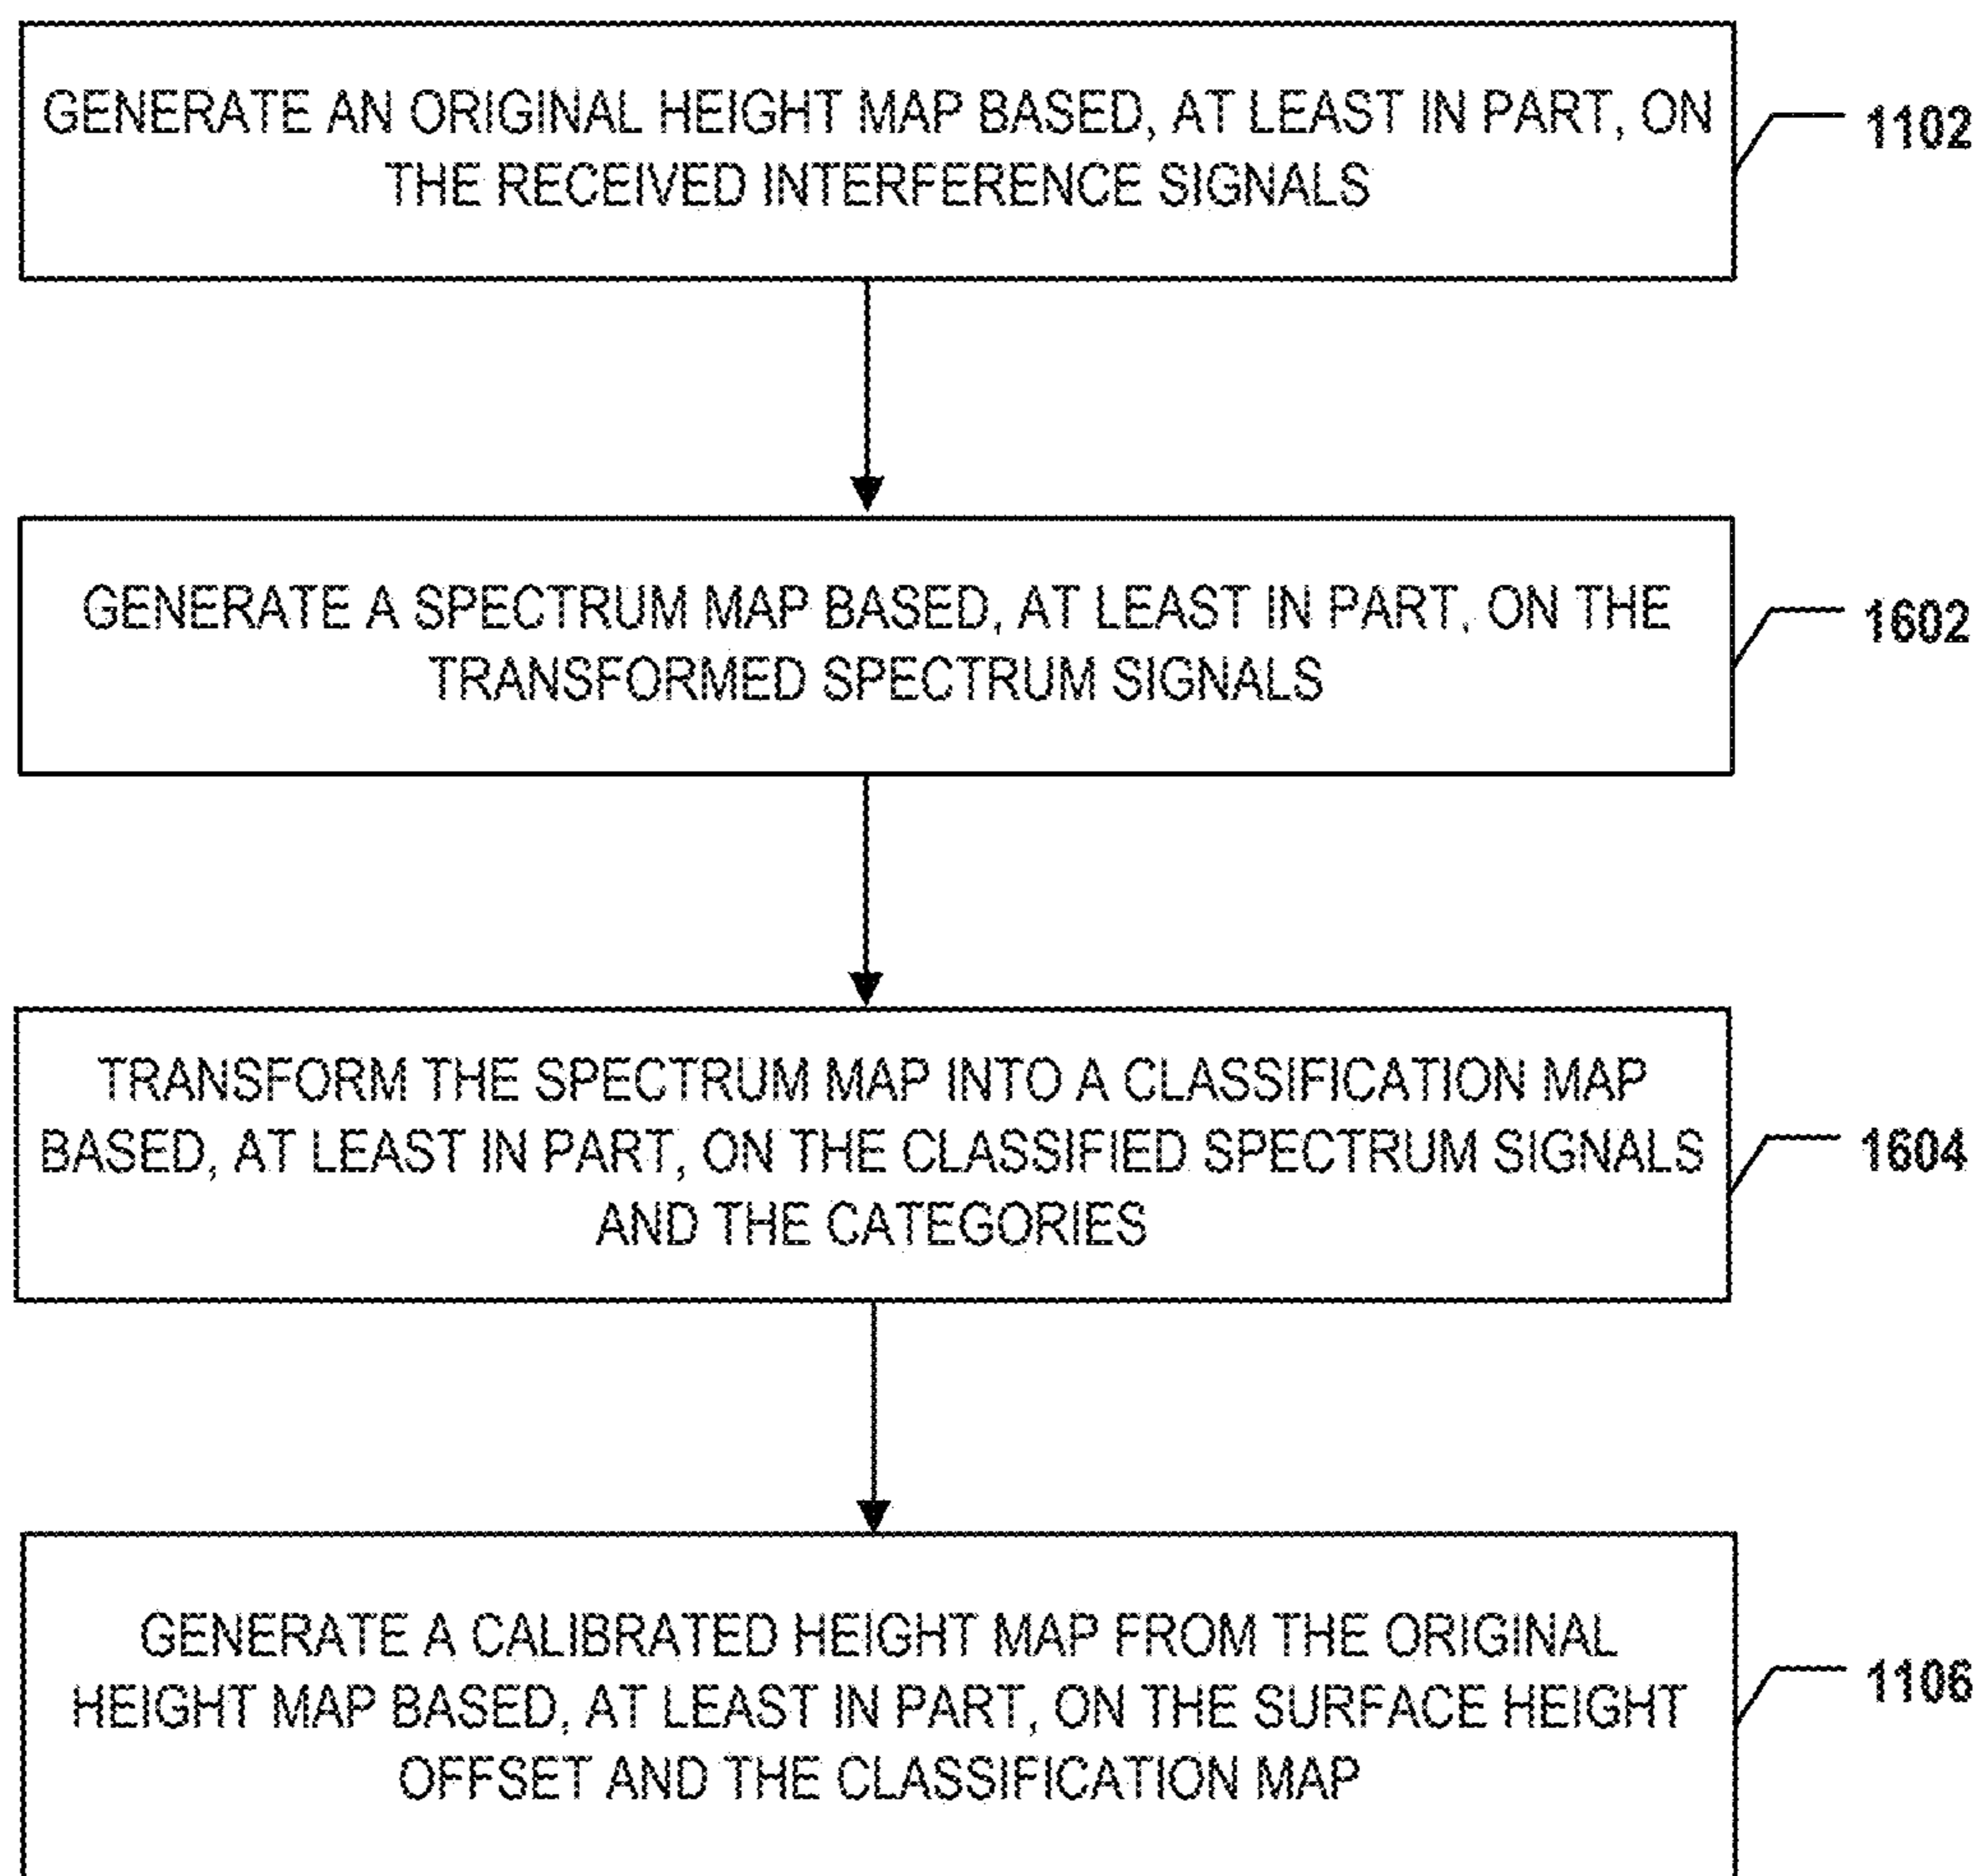 GENERATE AN ORIGINAL HEIGHT MAP BASED, AT LEAST IN PART, ON
THE RECEIVED INTERFERENCE SIGNALS
1102
GENERATE A SPECTRUM MAP BASED, AT LEAST IN PART, ON THE
TRANSFORMED SPECTRUM SIGNALS
1602
TRANSFORM THE SPECTRUM MAP INTO A CLASSIFICATION MAP
BASED, AT LEAST IN PART, ON THE CLASSIFIED SPECTRUM SIGNALS
AND THE CATEGORIES
1604
GENERATE A CALIBRATED HEIGHT MAP FROM THE ORIGINAL
HEIGHT MAP BASED, AT LEAST IN PART, ON THE SURFACE HEIGHT
OFFSET AND THE CLASSIFICATION MAP
1106